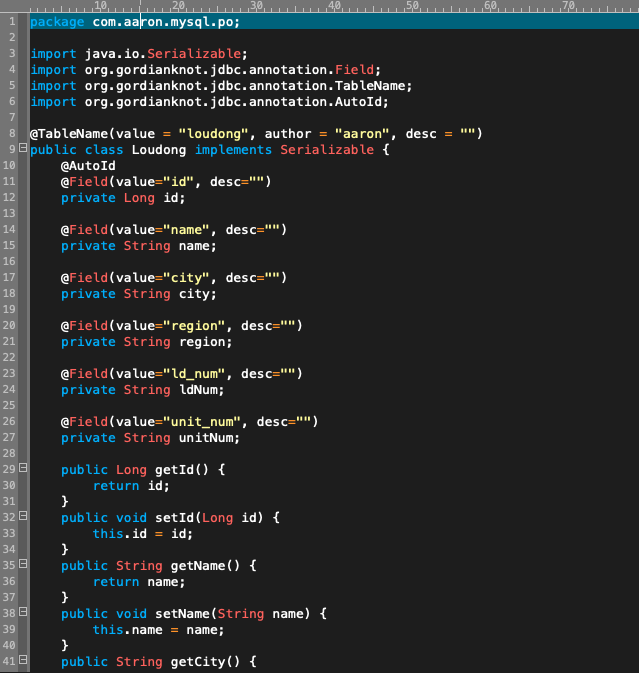 10 20 30 40 50 60 70
1 package com.aaron.mysql.po;
2
3 import java.io.Serializable;
4 import org.gordianknot.jdbc.annotation.Field;
5 import org.gordianknot.jdbc.annotation.TableName;
6 import org.gordianknot.jdbc.annotation.AutoId;
7
8 @TableName(value = "loudong", author = "aaron", desc = "")
9 public class Loudong implements Serializable {
10     @AutoId
11     @Field(value="id", desc="")
12     private Long id;
13
14     @Field(value="name", desc="")
15     private String name;
16
17     @Field(value="city", desc="")
18     private String city;
19
20     @Field(value="region", desc="")
21     private String region;
22
23     @Field(value="ld_num", desc="")
24     private String ldNum;
25
26     @Field(value="unit_num", desc="")
27     private String unitNum;
28
29     public Long getId() {
30         return id;
31     }
32     public void setId(Long id) {
33         this.id = id;
34     }
35     public String getName() {
36         return name;
37     }
38     public void setName(String name) {
39         this.name = name;
40     }
41     public String getCity() {